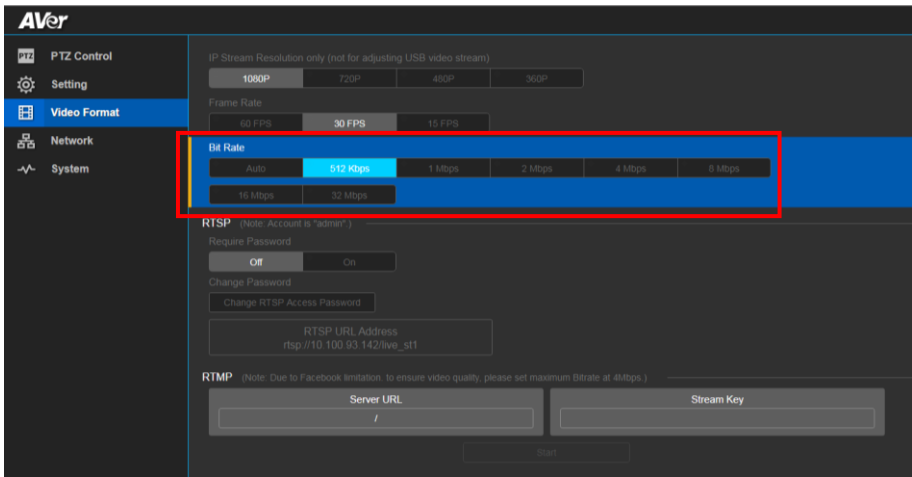 AVer
PTZ PTZ Control
Setting
Video Format
Network
System
IP Stream Resolution only (not for adjusting USB video stream)
1080P 720P 480P 360P
Frame Rate
60 FPS 30 FPS 15 FPS
Bit Rate
Auto 512 Kbps 1 Mbps 2 Mbps 4 Mbps 8 Mbps
16 Mbps 32 Mbps
RTSP (Note: Account is "admin".)
Require Password
Off On
Change Password
Change RTSP Access Password
RTSP URL Address
rtsp://10.100.93.142/live_st1
RTMP (Note: Due to Facebook limitation, to ensure video quality, please set maximum Bitrate at 4Mbps.)
Server URL Stream Key
/
Start